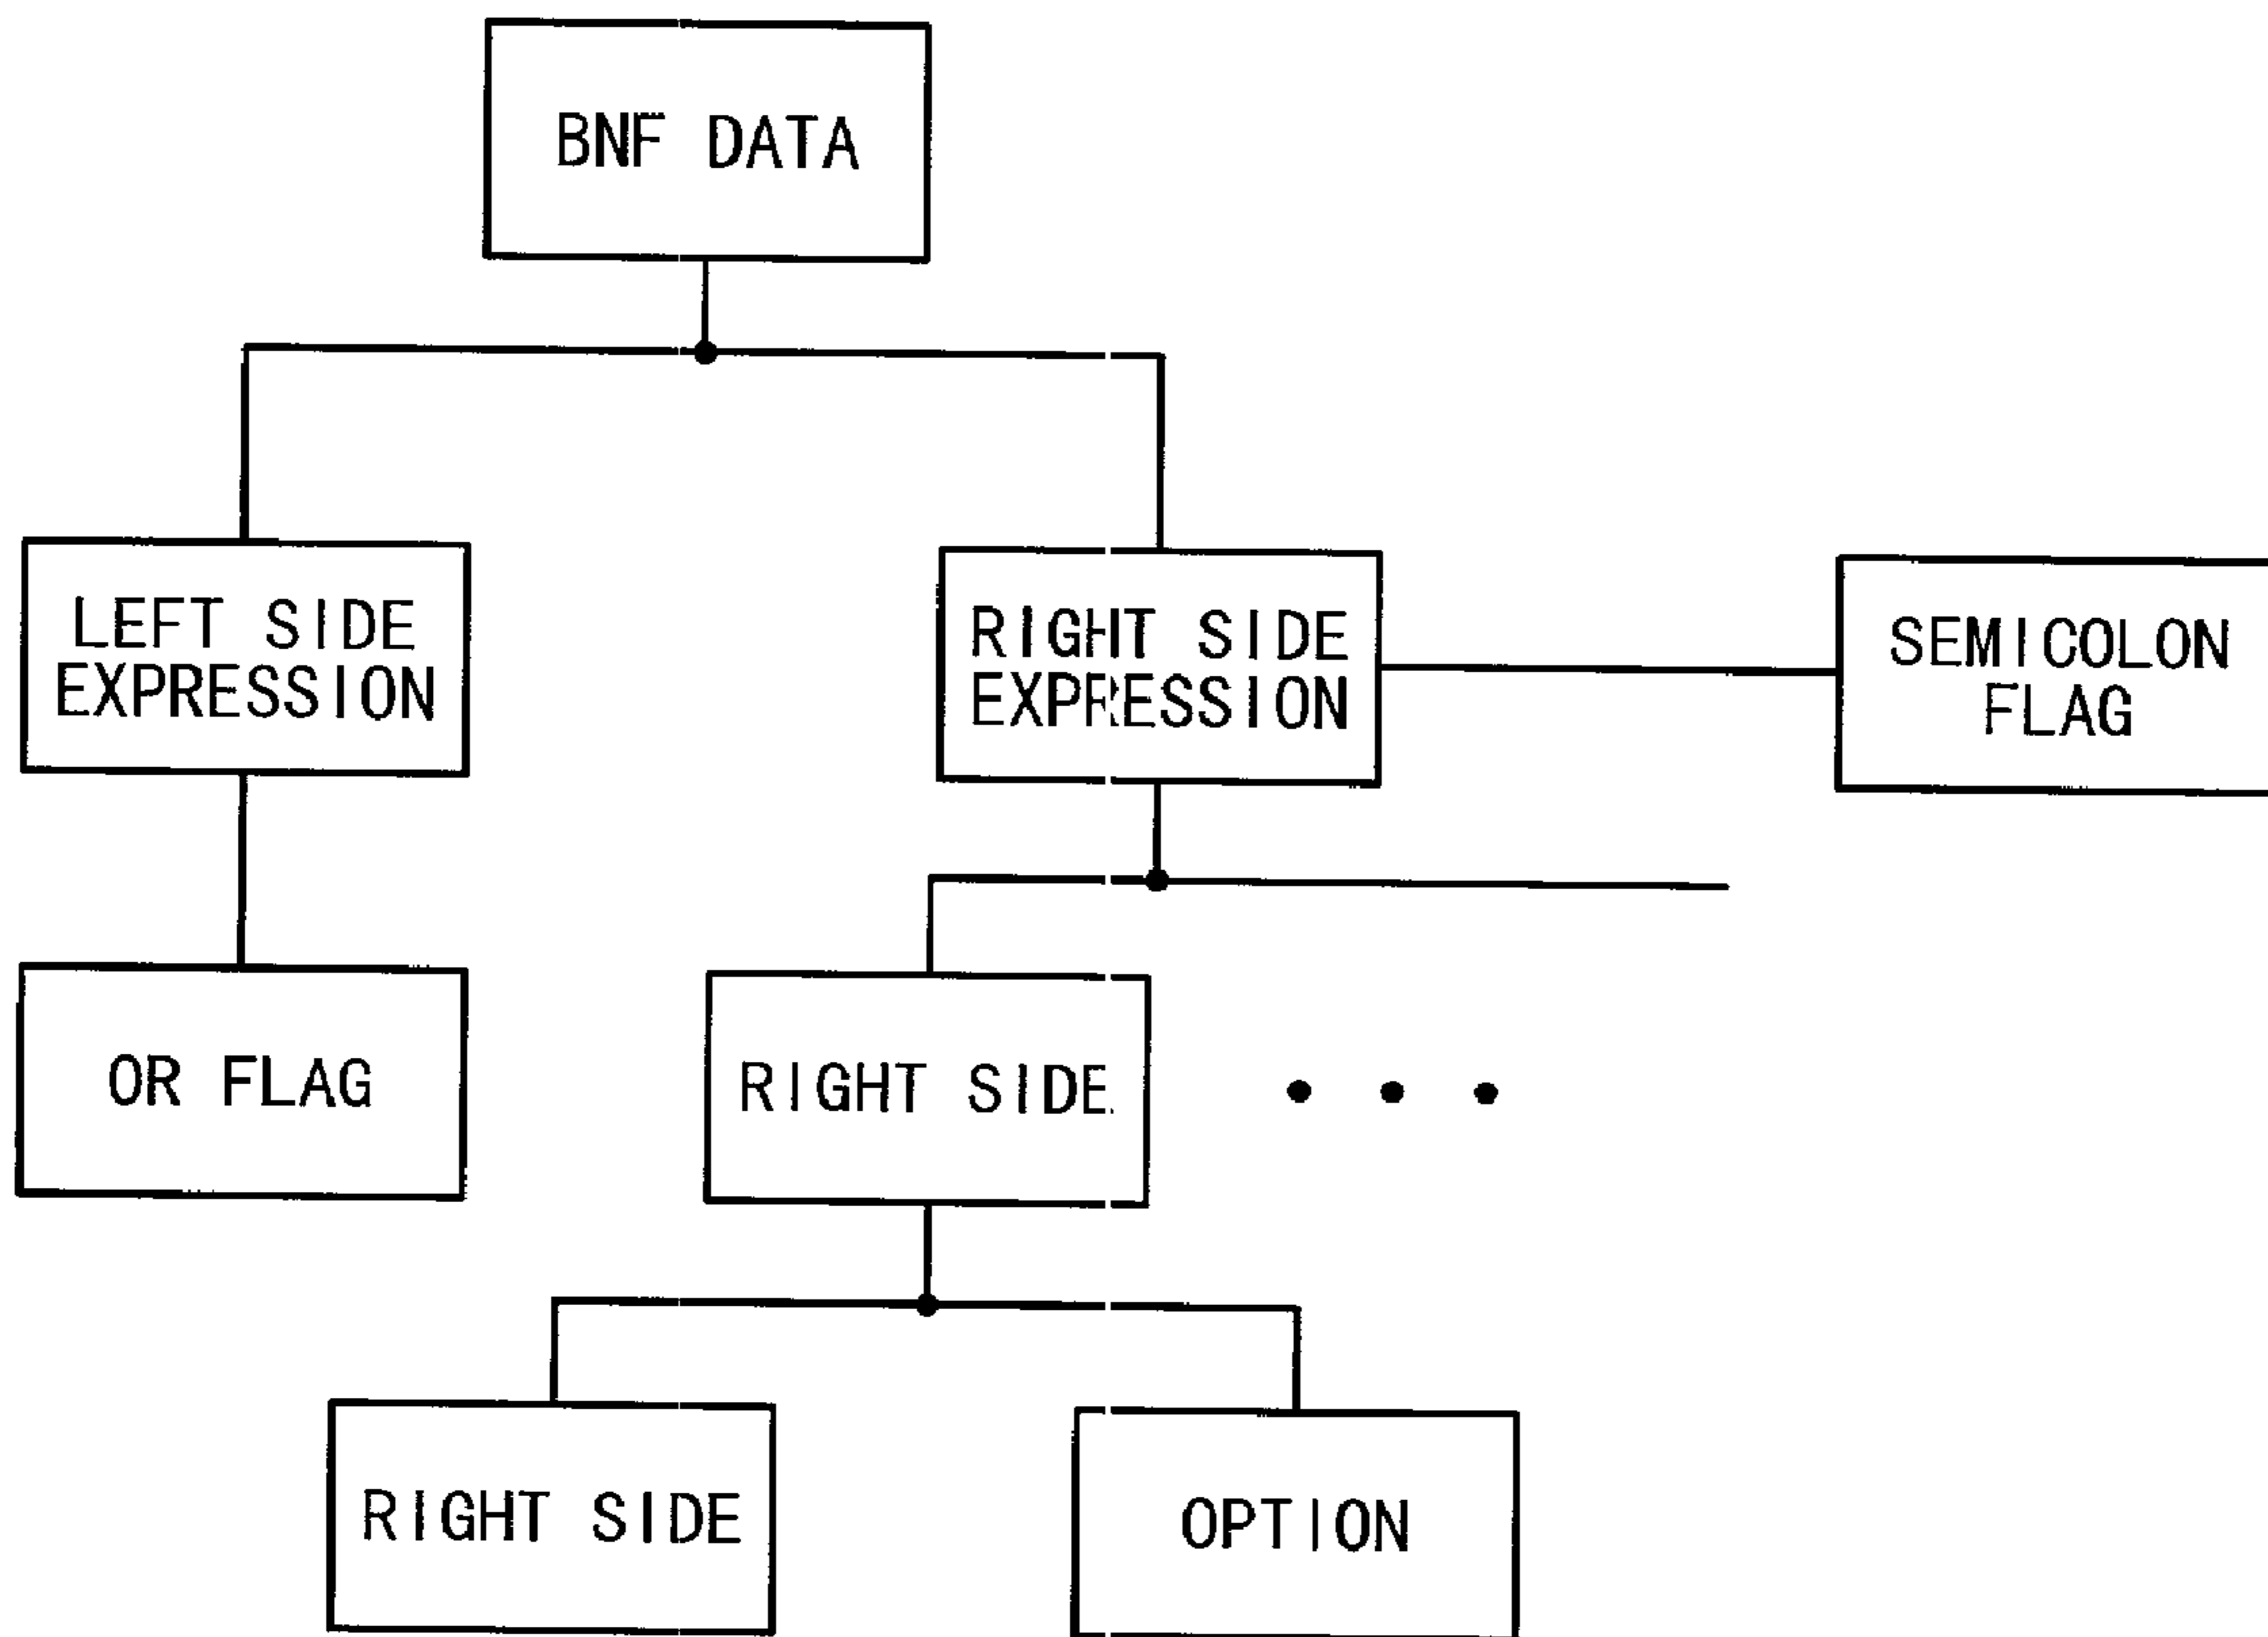 BNF DATA
LEFT SIDE
EXPRESSION
RIGHT SIDE
EXPRESSION
SEMICOLON
FLAG
OR FLAG
RIGHT SIDE
RIGHT SIDE
OPTION